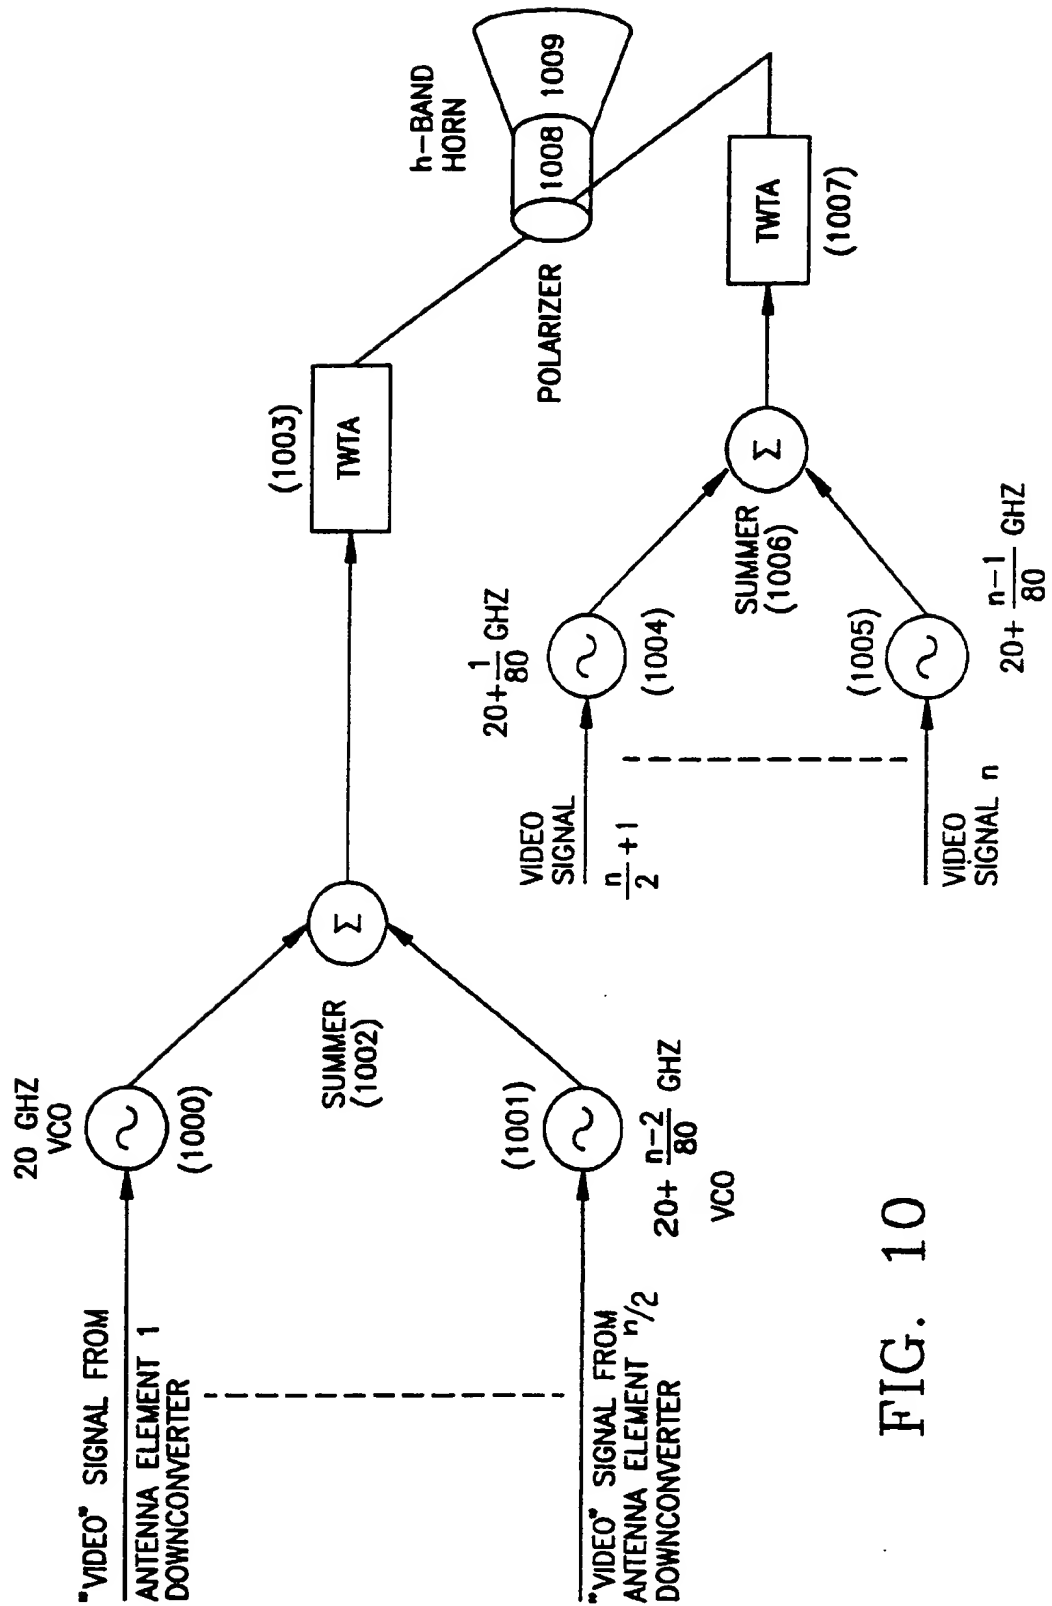 "VIDEO" SIGNAL FROM
ANTENNA ELEMENT 1
DOWNCONVERTER
20 GHZ
VCO
(1000)
"VIDEO" SIGNAL FROM
ANTENNA ELEMENT n/2
DOWNCONVERTER
(1001)
20+ n-2/80 GHZ
VCO
SUMMER
(1002)
Σ
(1003)
TWTA
h-BAND
HORN
1008
1009
POLARIZER
VIDEO
SIGNAL
n/2 +1
20+ 1/80 GHZ
(1004)
VIDEO
SIGNAL n
(1005)
20+ n-1/80 GHZ
SUMMER
(1006)
Σ
TWTA
(1007)
FIG. 10